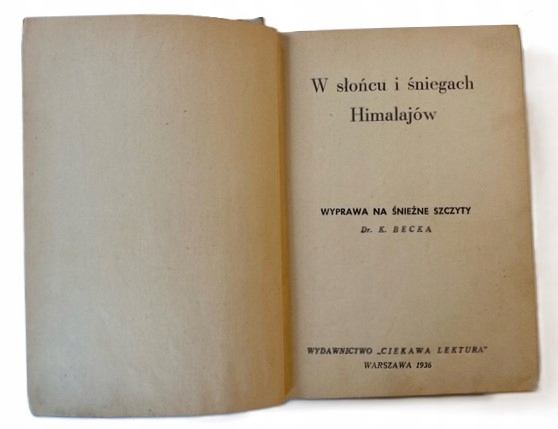 W słońcu i śniegach
Himalajów
WYPRAWA NA ŚNIEŻNE SZCZYTY
Dr. K. BECKA
WYDAWNICTWO „CIEKAWA LEKTURA"
WARSZAWA 1936